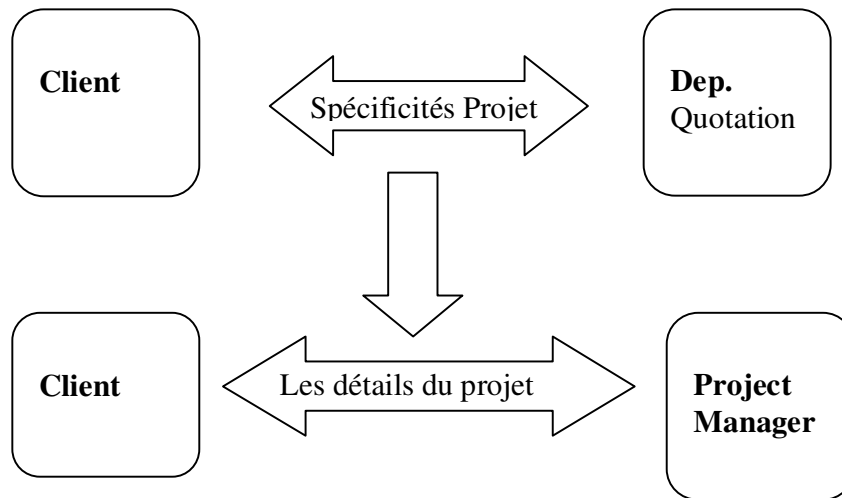 Client
Spécificités Projet
Dep.
Quotation
Client
Les détails du projet
Project
Manager